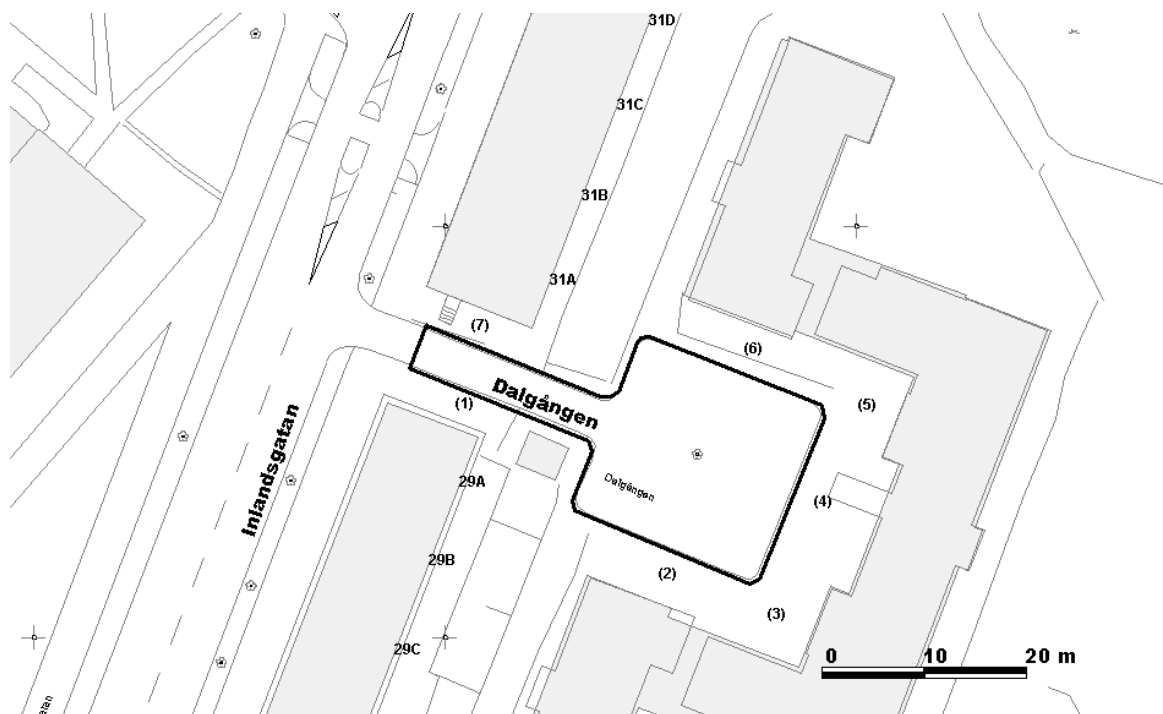 31D
31C
31B
31A
(7)
(6)
(1)
Dalgången
(5)
Inlandsgatan
29A
Dalgången
(4)
29B
(2)
(3)
29C
0 10 20 m